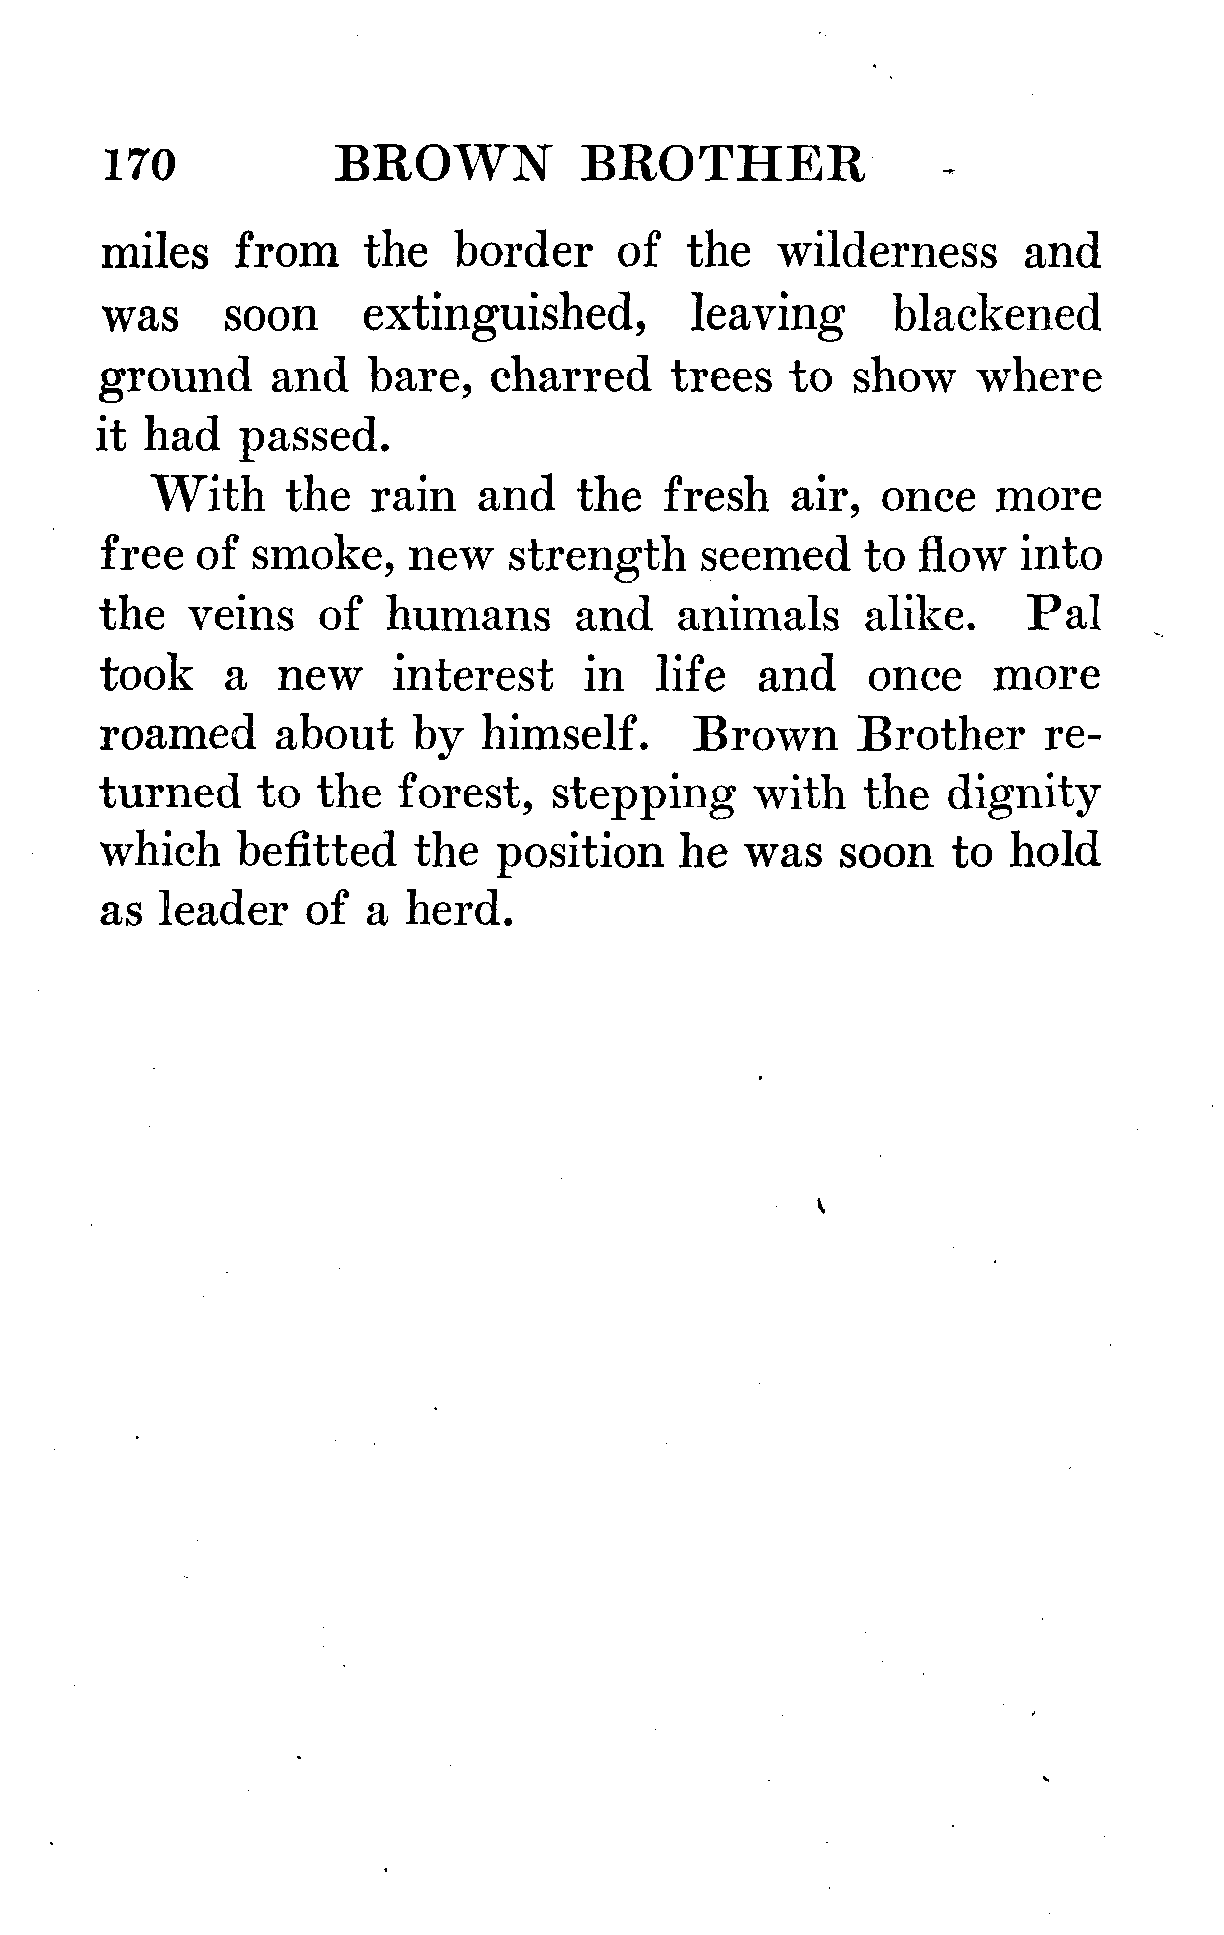 170 BROWN BROTHER
miles from the border of the wilderness and
was soon extinguished, leaving blackened
ground and bare, charred trees to show where
it had passed.
With the rain and the fresh air, once more
free of smoke, new strength seemed to flow into
the veins of humans and animals alike. Pal
took a new interest in life and once more
roamed about by himself. Brown Brother re-
turned to the forest, stepping with the dignity
which befitted the position he was soon to hold
as leader of a herd.